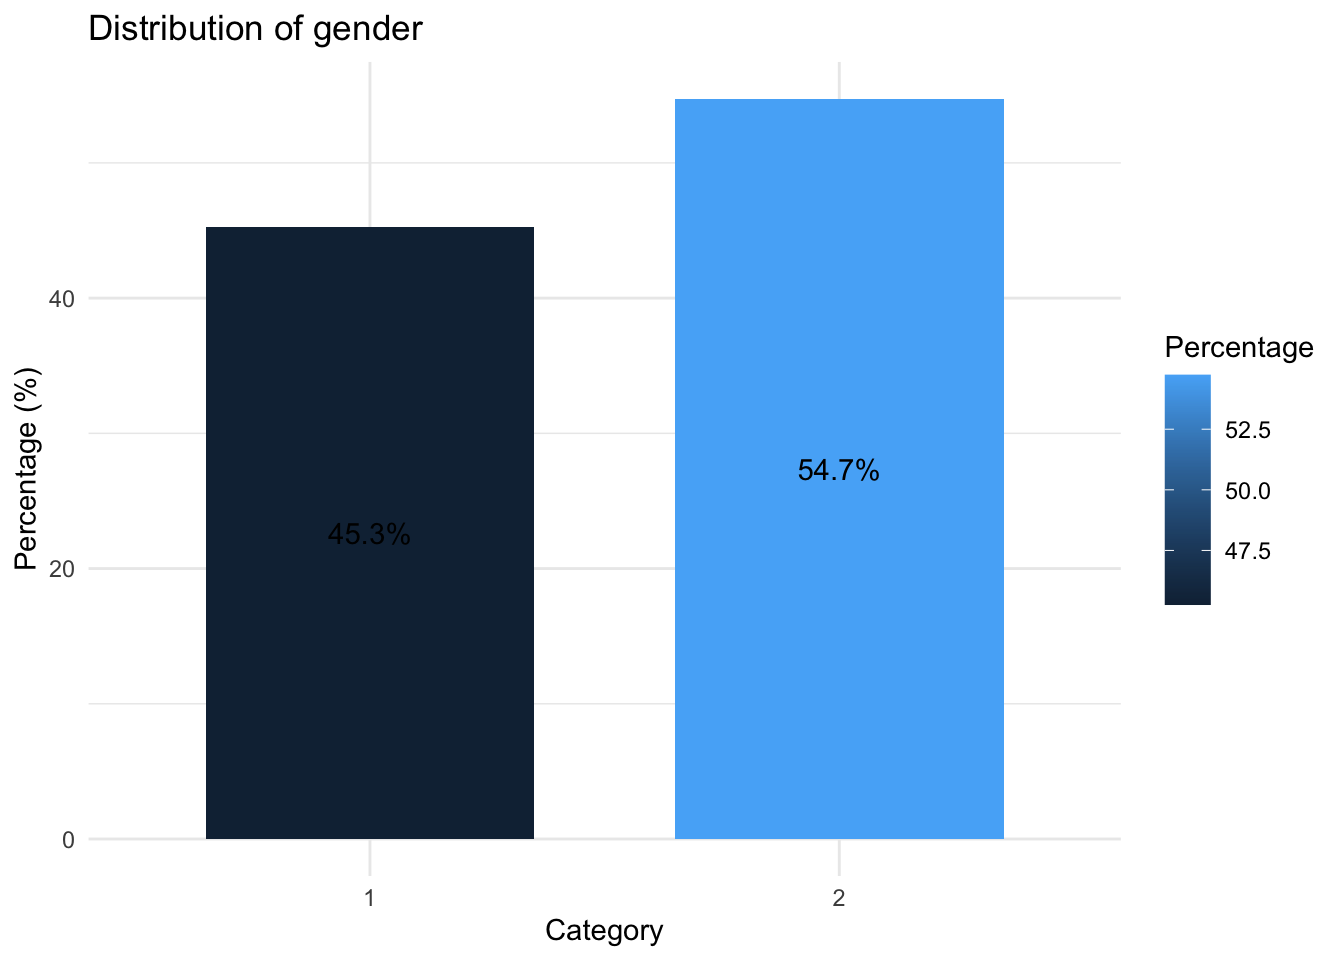 Distribution of gender
Percentage (%)
40
20
0
45.3%
54.7%
1
2
Category
Percentage
52.5
50.0
47.5